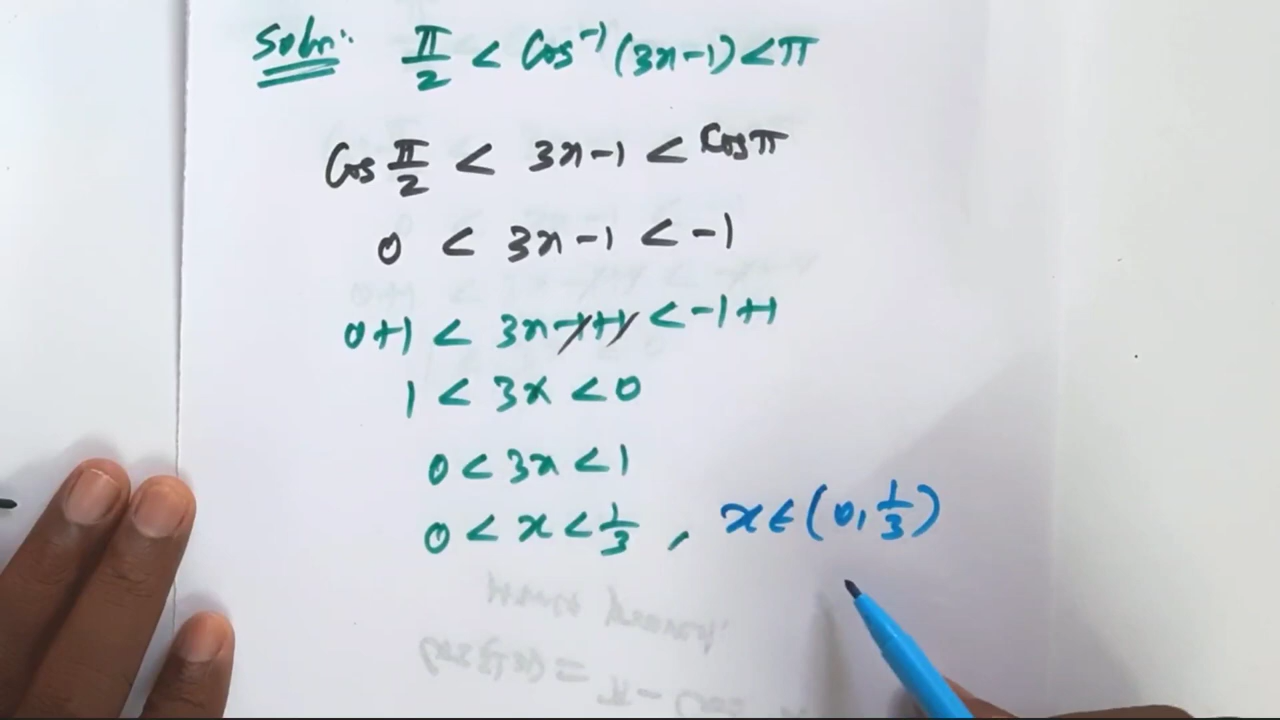 Soln: π/2 < Cos⁻¹(3x-1) < π
Cos π/2 < 3x-1 < Cos π
0 < 3x-1 < -1
0+1 < 3x-1+1 < -1+1
1 < 3x < 0
0 < 3x < 1
0 < x < 1/3 , x ∈ (0, 1/3)